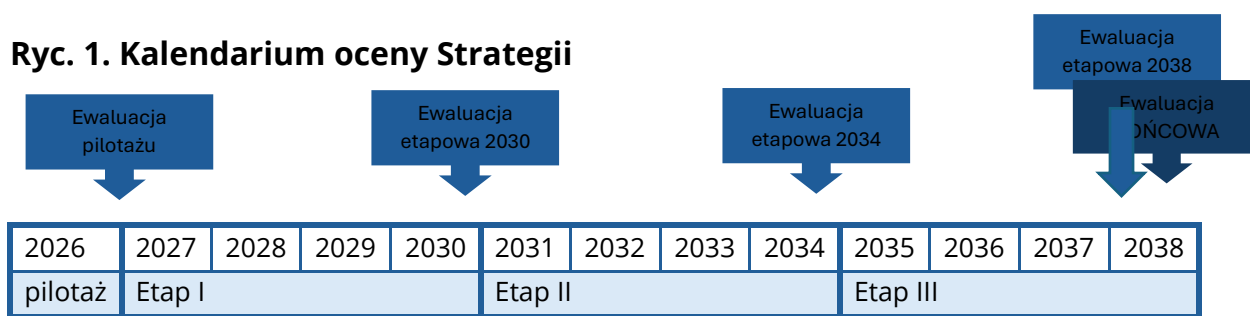 Ryc. 1. Kalendarium oceny Strategii
Ewaluacja
pilotażu
Ewaluacja
etapowa 2030
Ewaluacja
etapowa 2034
Ewaluacja
etapowa 2038
Ewaluacja
2026 2027 2028 2029 2030 2031 2032 2033 2034 2035 2036 2037 2038
pilotaż Etap I Etap II Etap III